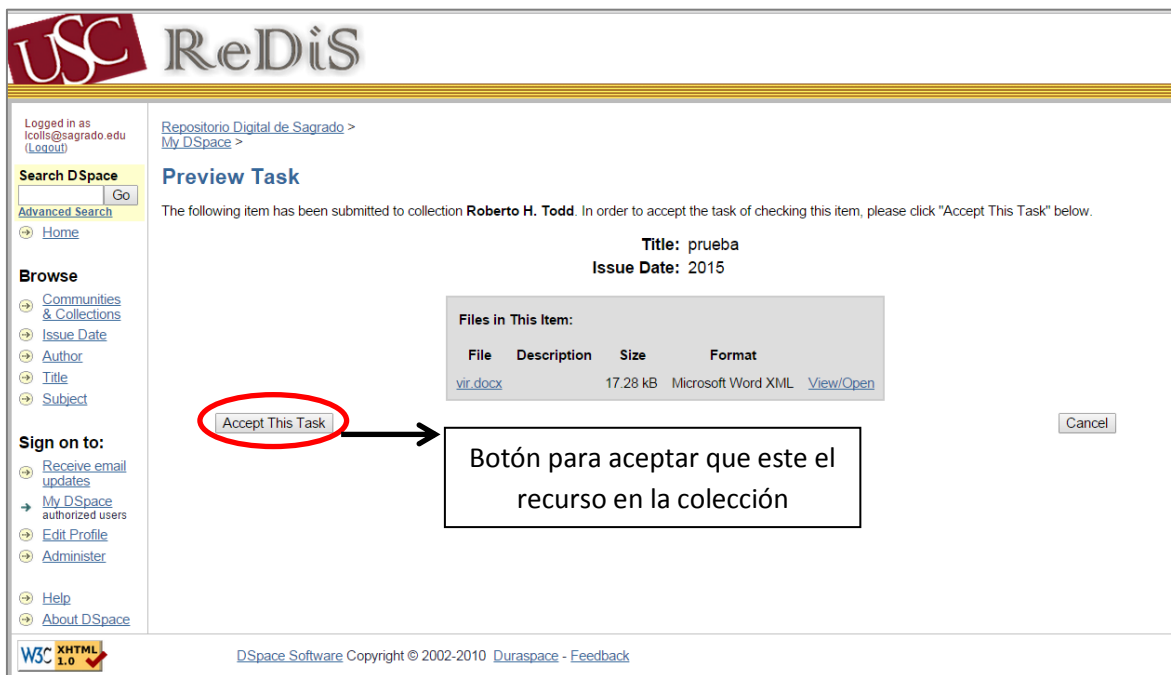 USC ReDiS
Logged in as
lcolls@sagrado.edu
(Logout)
Search DSpace
Go
Advanced Search
Home
Browse
Communities
& Collections
Issue Date
Author
Title
Subject
Sign on to:
Receive email
updates
My DSpace
authorized users
Edit Profile
Administer
Help
About DSpace
Repositorio Digital de Sagrado >
My DSpace >
Preview Task
The following item has been submitted to collection Roberto H. Todd. In order to accept the task of checking this item, please click "Accept This Task" below.
Title: prueba
Issue Date: 2015
Files in This Item:
File Description Size Format
vir.docx 17.28 kB Microsoft Word XML View/Open
Accept This Task
Cancel
Botón para aceptar que este el
recurso en la colección
W3C XHTML
1.0
DSpace Software Copyright © 2002-2010 Duraspace - Feedback